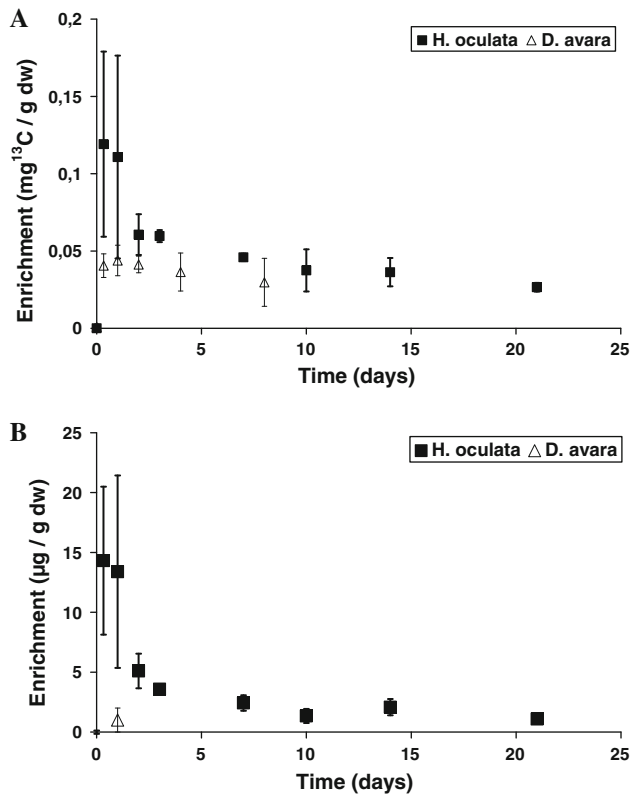 A
H. oculata D. avara
Enrichment (mg¹³C / g dw)
0,2
0,15
0,1
0,05
0
0 5 10 15 20 25
Time (days)
B
H. oculata D. avara
Enrichment (µg / g dw)
25
20
15
10
5
0
0 5 10 15 20 25
Time (days)